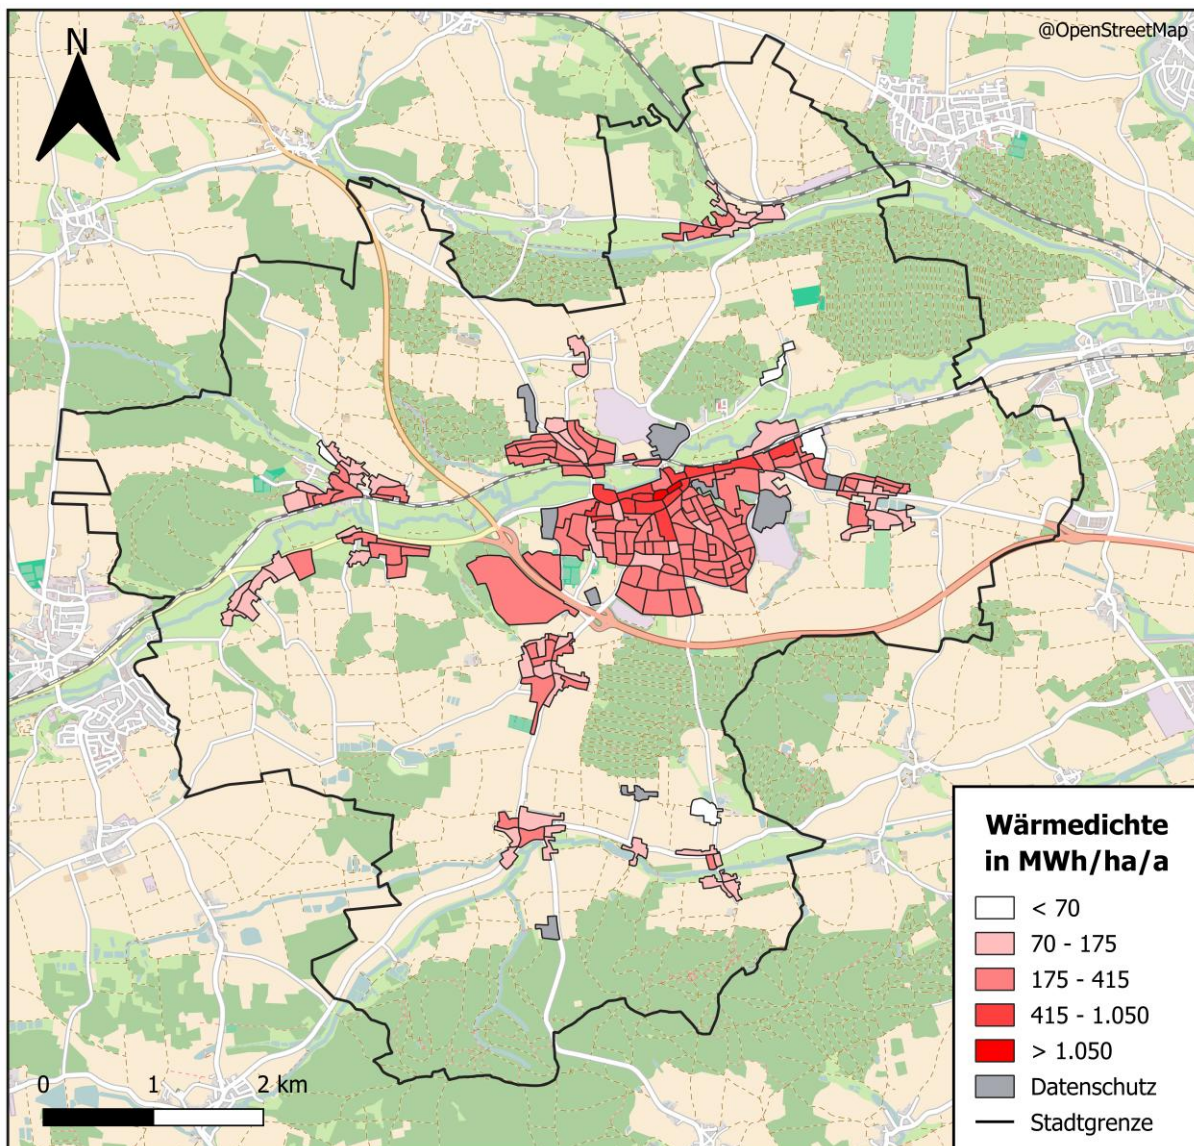 @OpenStreetMap
N
Wärmedichte
in MWh/ha/a
< 70
70 - 175
175 - 415
415 - 1.050
> 1.050
Datenschutz
Stadtgrenze
0 1 2 km